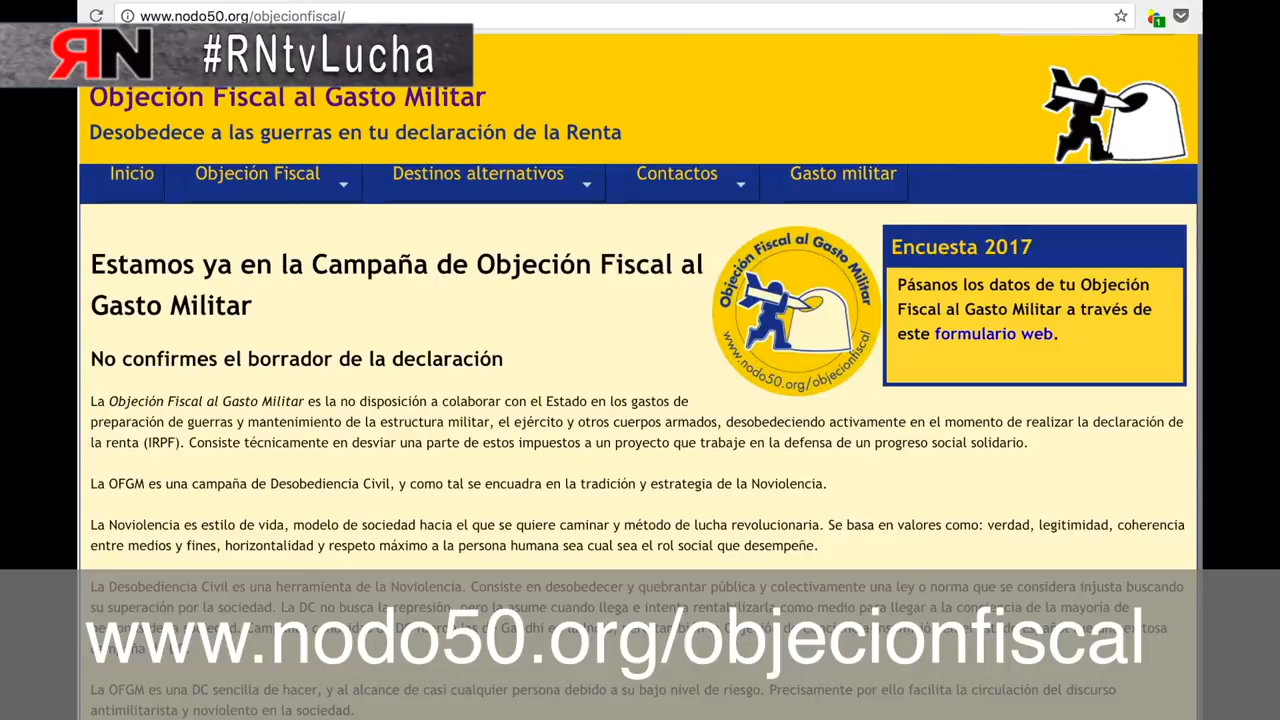 www.nodo50.org/objecionfiscal/
RN #RNtvLucha
Objeción Fiscal al Gasto Militar
Desobedece a las guerras en tu declaración de la Renta
Inicio Objeción Fiscal Destinos alternativos Contactos Gasto militar
Estamos ya en la Campaña de Objeción Fiscal al
Gasto Militar
No confirmes el borrador de la declaración
Objeción Fiscal al Gasto Militar
www.nodo50.org/objecionfiscal
Encuesta 2017
Pásanos los datos de tu Objeción
Fiscal al Gasto Militar a través de
este formulario web.
La Objeción Fiscal al Gasto Militar es la no disposición a colaborar con el Estado en los gastos de
preparación de guerras y mantenimiento de la estructura militar, el ejército y otros cuerpos armados, desobedeciendo activamente en el momento de realizar la declaración de
la renta (IRPF). Consiste técnicamente en desviar una parte de estos impuestos a un proyecto que trabaje en la defensa de un progreso social solidario.
La OFGM es una campaña de Desobediencia Civil, y como tal se encuadra en la tradición y estrategia de la Noviolencia.
La Noviolencia es estilo de vida, modelo de sociedad hacia el que se quiere caminar y método de lucha revolucionaria. Se basa en valores como: verdad, legitimidad, coherencia
entre medios y fines, horizontalidad y respeto máximo a la persona humana sea cual sea el rol social que desempeñe.
La Desobediencia Civil es una herramienta de la Noviolencia. Consiste en desobedecer y quebrantar pública y colectivamente una ley o norma que se considera injusta buscando
su superación por la sociedad. La DC no busca la represión, pero la asume cuando llega e intenta rentabilizarla como medio para llegar a la conciencia de la mayoría de
www.nodo50.org/objecionfiscal
La OFGM es una DC sencilla de hacer, y al alcance de casi cualquier persona debido a su bajo nivel de riesgo. Precisamente por ello facilita la circulación del discurso
antimilitarista y noviolento en la sociedad.